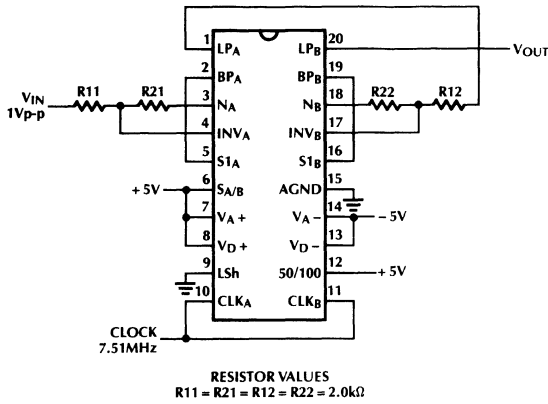 1 LPA LPB 20 VOUT
2 BPA BPB 19
VIN R11 R21 3 NA NB 18 R22 R12
1Vp-p
4 INVA INVB 17
5 S1A S1B 16
+5V 6 SA/B AGND 15
7 VA+ VA- 14 -5V
8 VD+ VD- 13
9 LSh 50/100 12 +5V
10 CLKA CLKB 11
CLOCK
7.51MHz
RESISTOR VALUES
R11 = R21 = R12 = R22 = 2.0kΩ